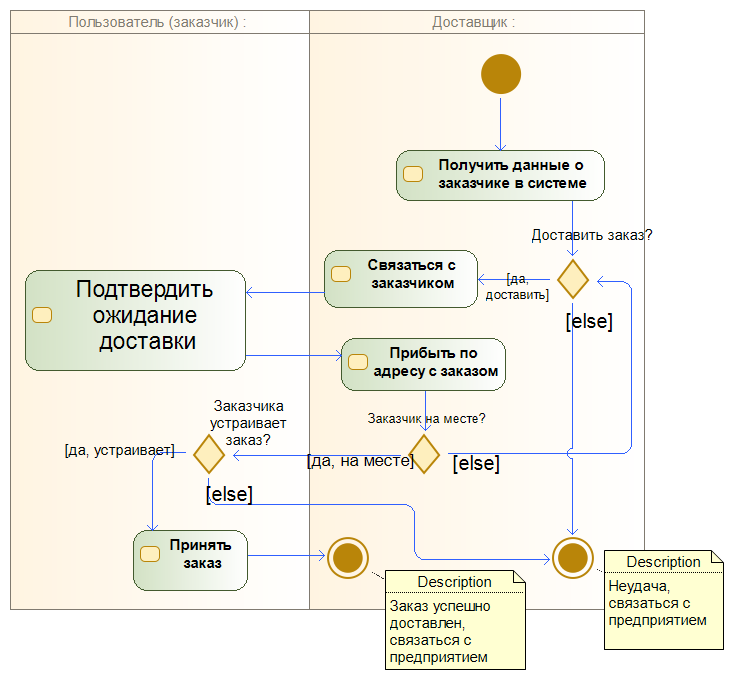 Пользователь (заказчик) :
Доставщик :
Получить данные о
заказчике в системе
Доставить заказ?
Связаться с
заказчиком
[да,
доставить]
Подтвердить
ожидание
доставки
[else]
Прибыть по
адресу с заказом
Заказчик на месте?
Заказчика
устраивает
заказ?
[да, устраивает]
[да, на месте]
[else]
[else]
Принять
заказ
Description
Заказ успешно
доставлен,
связаться с
предприятием
Description
Неудача,
связаться с
предприятием